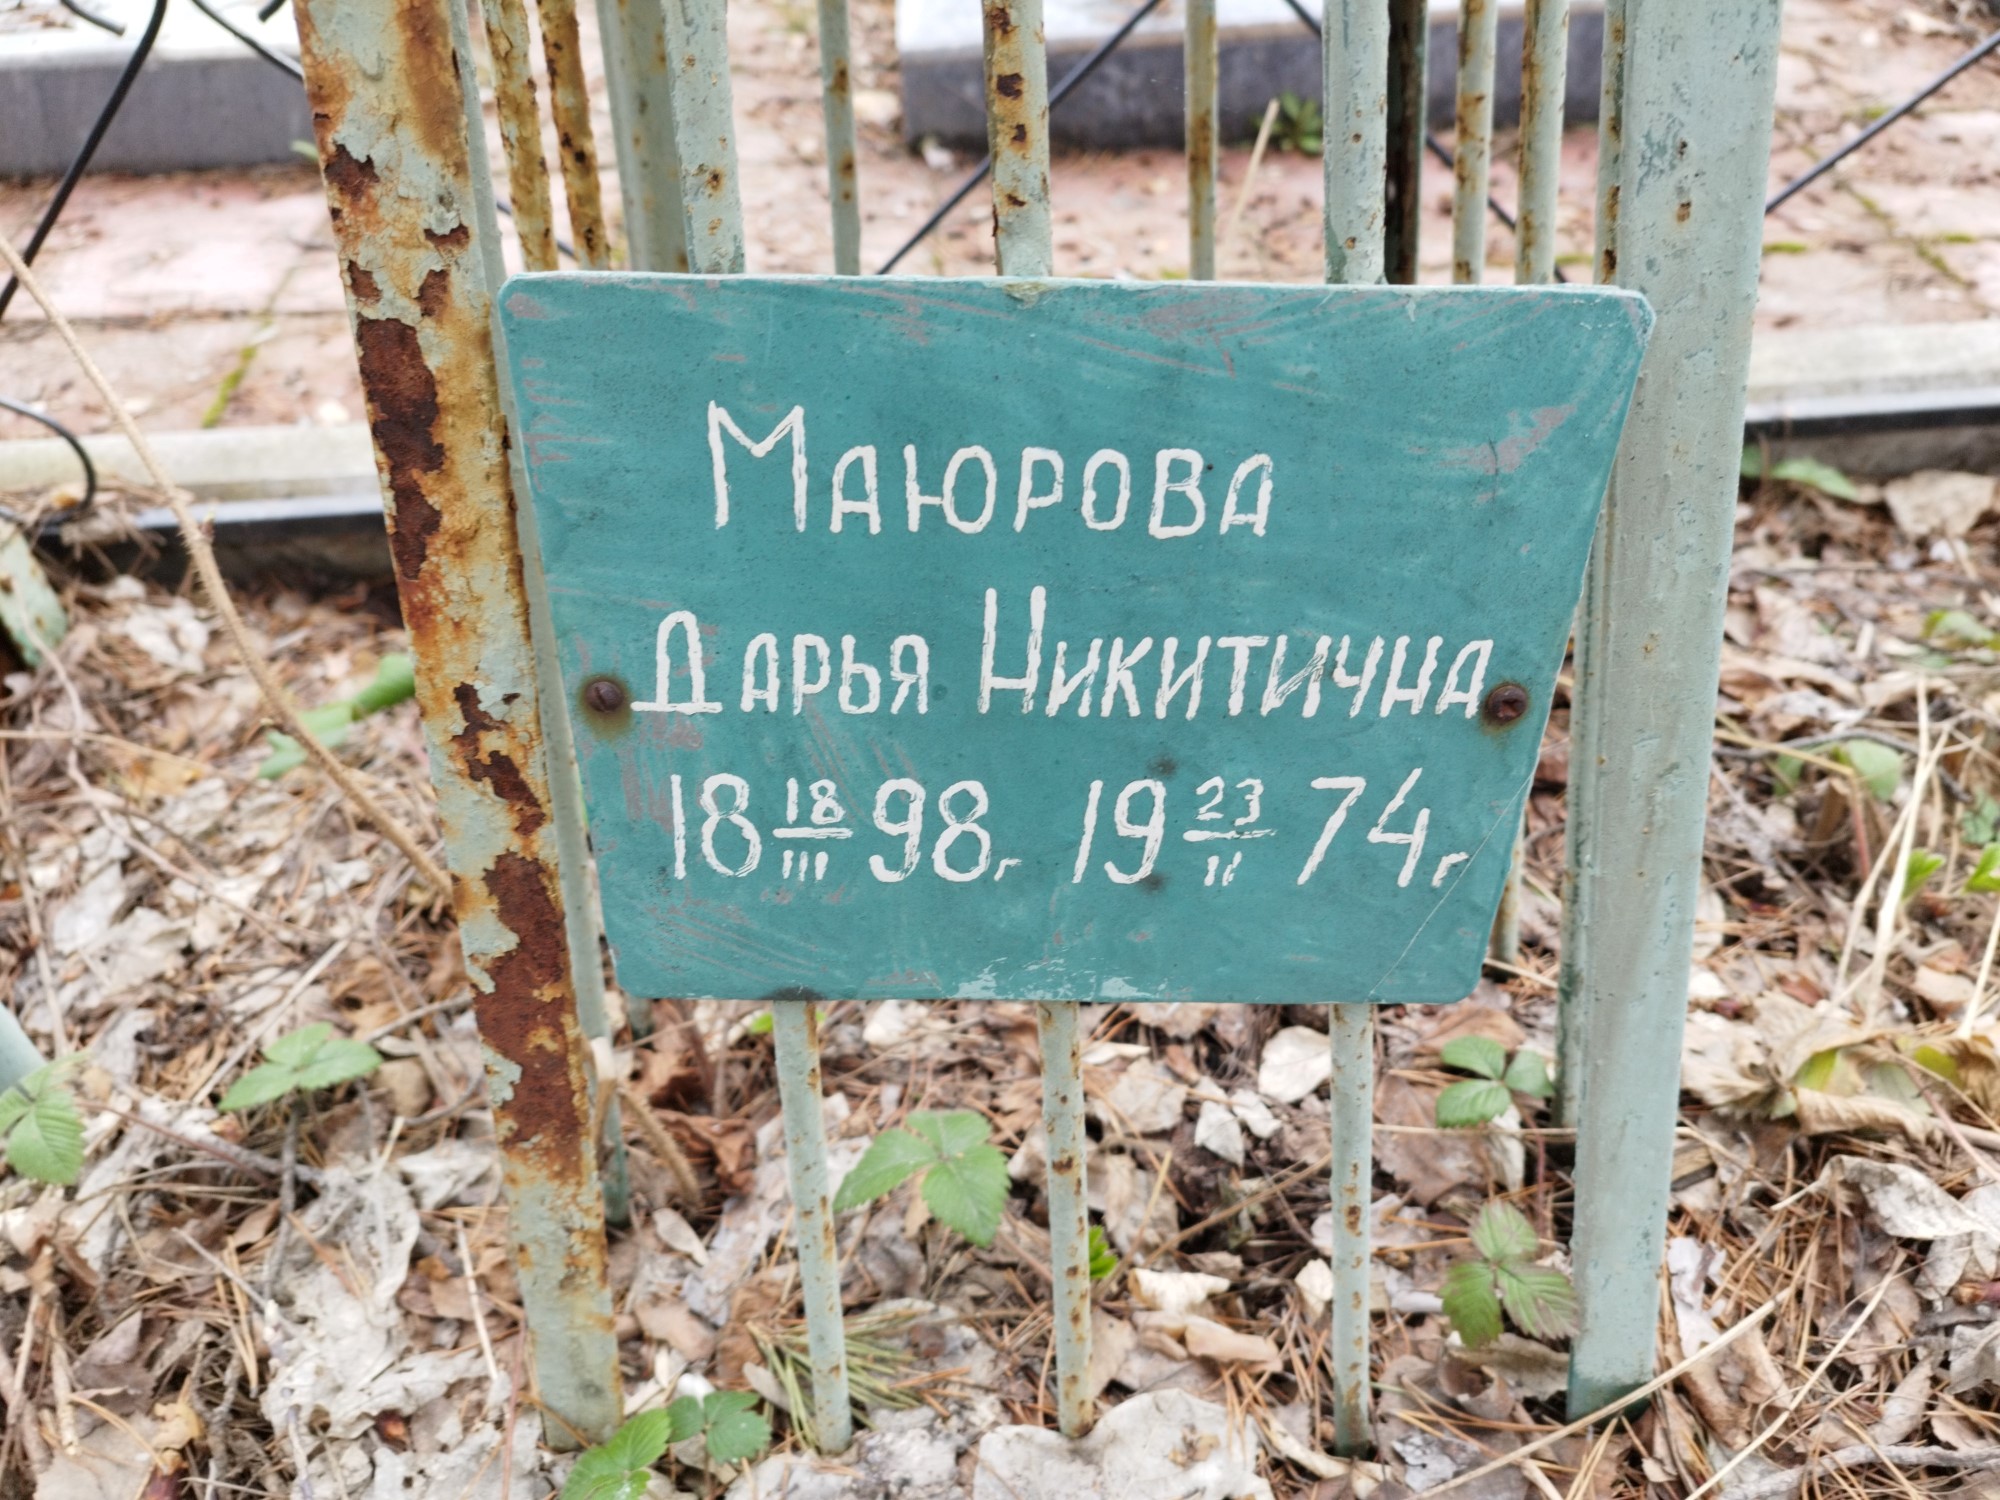 Маюрова
Дарья Никитична
18 18/III 98г 19 23/II 74г